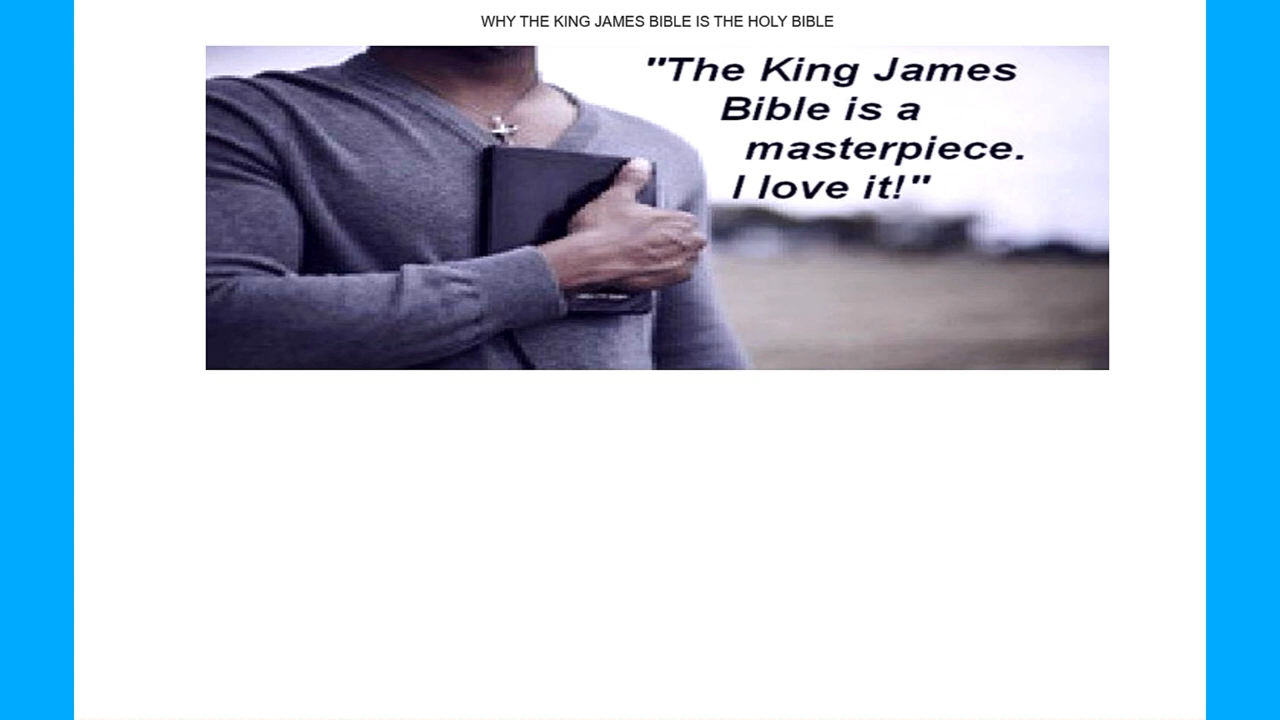 WHY THE KING JAMES BIBLE IS THE HOLY BIBLE
"The King James
Bible is a
masterpiece.
I love it!"